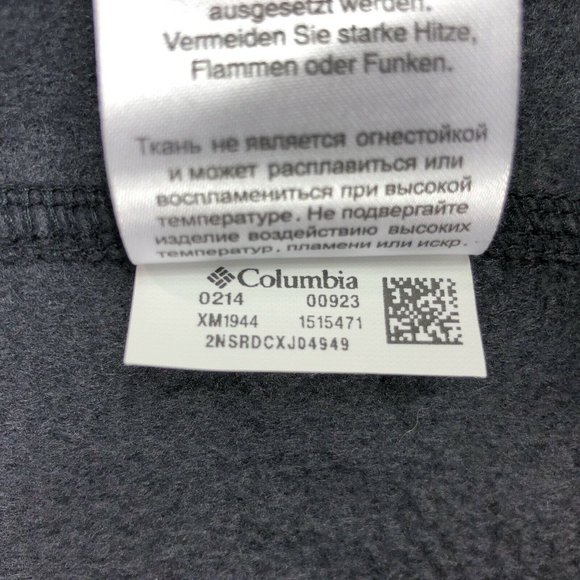 ausgesetzt werden.
Vermeiden Sie starke Hitze,
Flammen oder Funken.
Ткань не является огнестойкой
и может расплавиться или
воспламениться при высокой
температуре. Не подвергайте
изделие воздействию высоких
температур, пламени или искр.
Columbia
0214 00923
XM1944 1515471
2NSRDCXJ04949